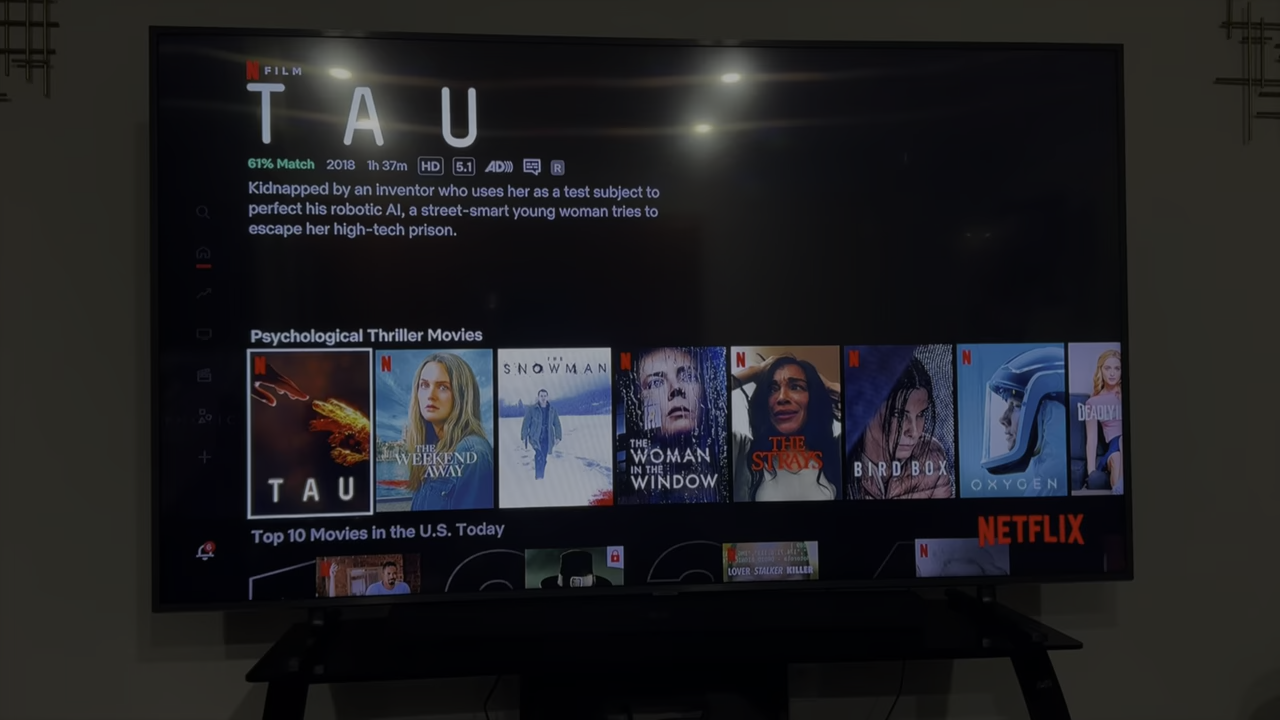 N FILM
TAU
61% Match 2018 1h 37m HD 5.1 AD))) R
Kidnapped by an inventor who uses her as a test subject to
perfect his robotic AI, a street-smart young woman tries to
escape her high-tech prison.
Psychological Thriller Movies
N
TAU
N
THE
WEEKEND
AWAY
THE
SNOWMAN
N
THE
WOMAN
IN THE
WINDOW
N
THE
STRAYS
N
BIRD BOX
N
OXYGEN
DEADLY
Top 10 Movies in the U.S. Today
NETFLIX
LOVER STALKER KILLER
N